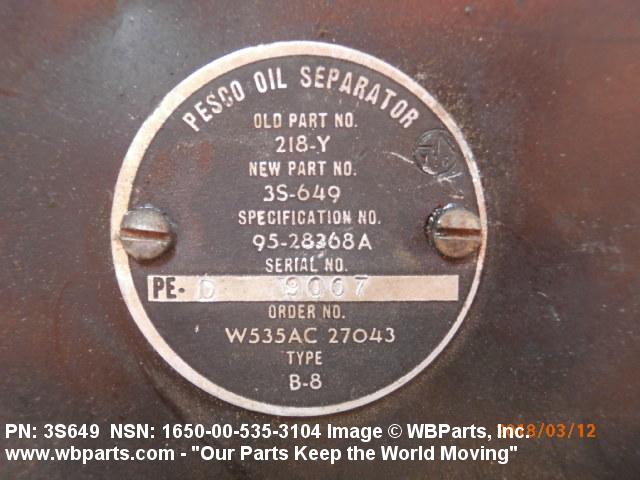 PESCO OIL SEPARATOR
OLD PART NO.
218-Y
NEW PART NO.
3S-649
SPECIFICATION NO.
95-28368A
SERIAL NO.
PE- D 9007
ORDER NO.
W535AC 27043
TYPE
B-8
PN: 3S649 NSN: 1650-00-535-3104 Image © WBParts, Inc.
www.wbparts.com - "Our Parts Keep the World Moving"